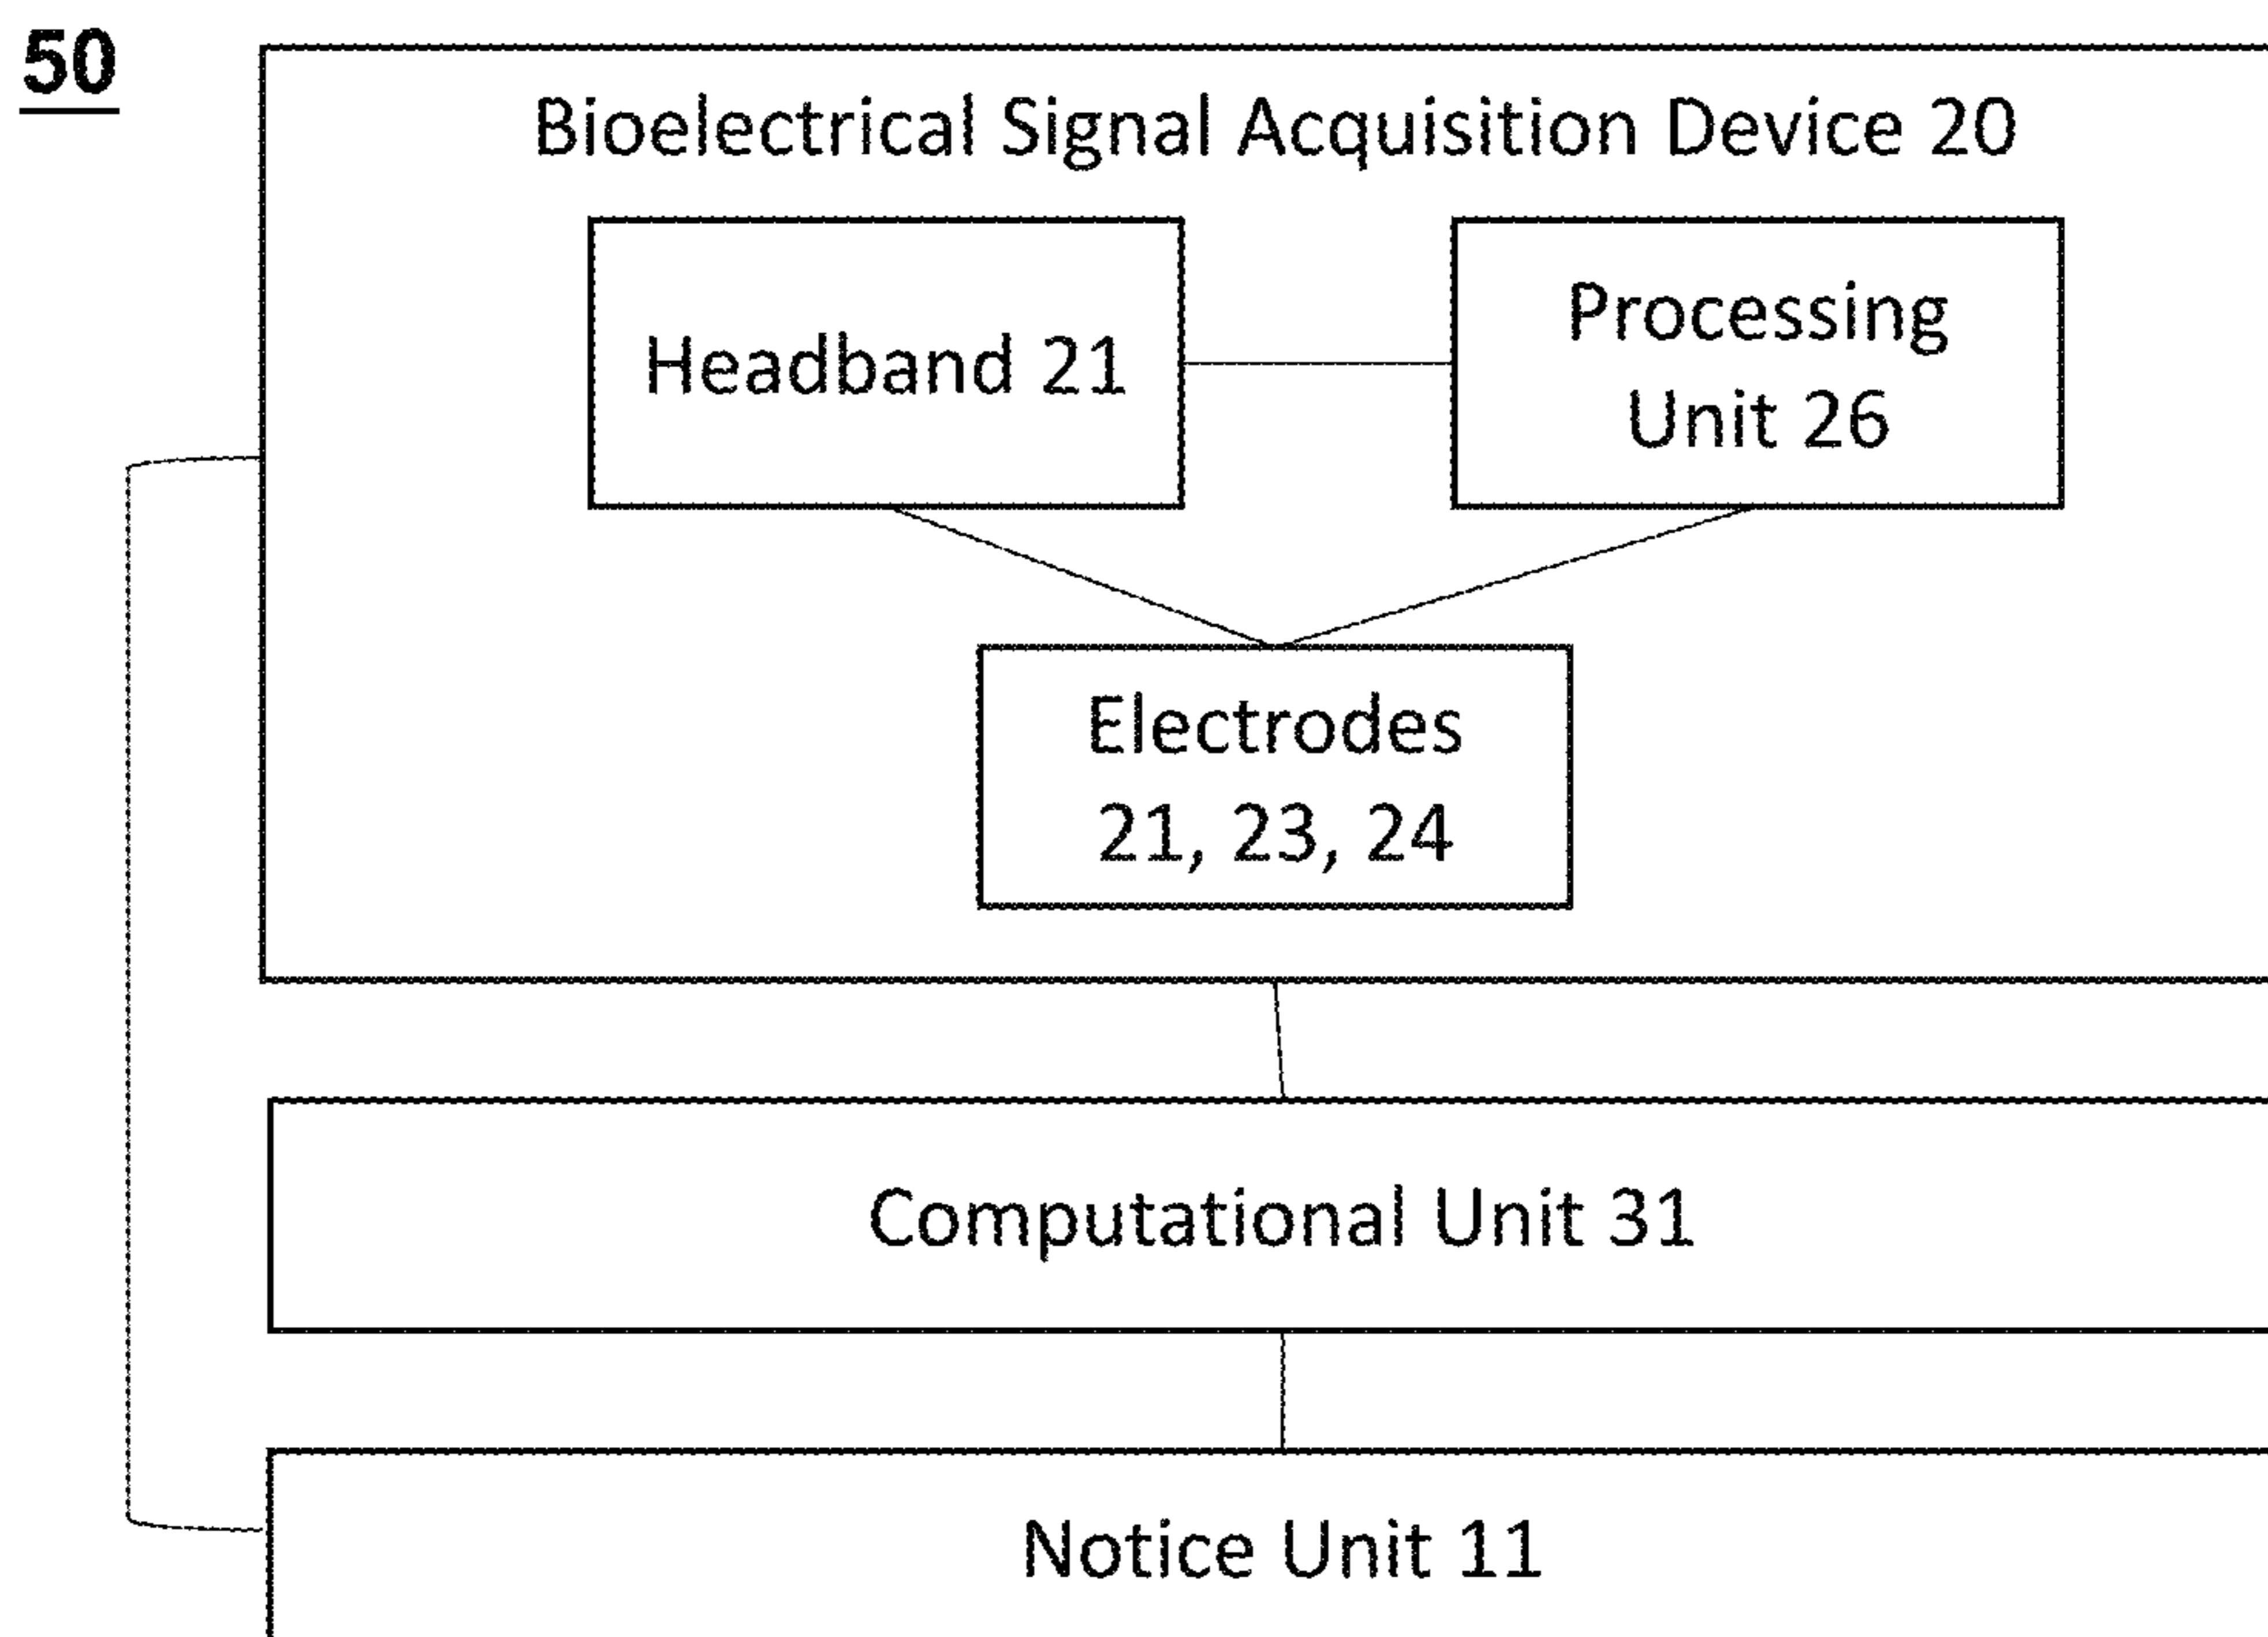 50
Bioelectrical Signal Acquisition Device 20
Headband 21
Processing
Unit 26
Electrodes
21, 23, 24
Computational Unit 31
Notice Unit 11